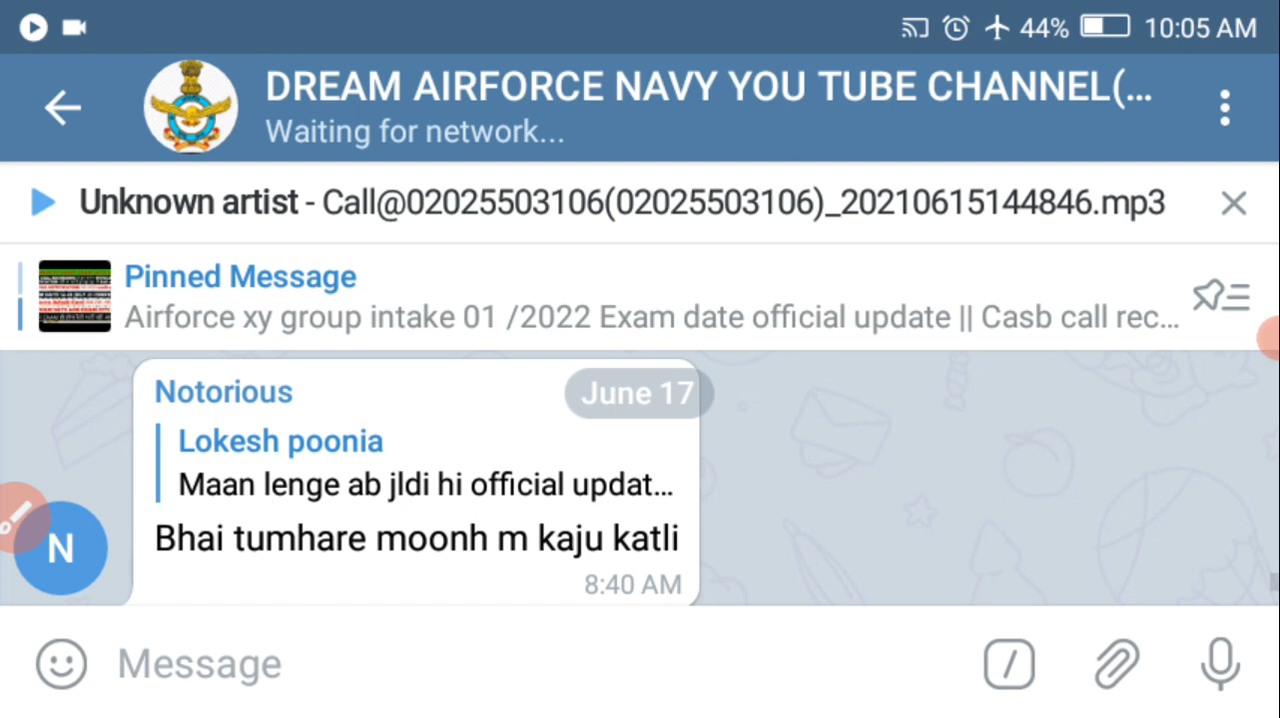 44% 10:05 AM
DREAM AIRFORCE NAVY YOU TUBE CHANNEL(...
Waiting for network...
Unknown artist - Call@02025503106(02025503106)_20210615144846.mp3
Pinned Message
Airforce xy group intake 01 /2022 Exam date official update || Casb call rec...
Notorious
June 17
Lokesh poonia
Maan lenge ab jldi hi official updat...
N
Bhai tumhare moonh m kaju katli
8:40 AM
Message